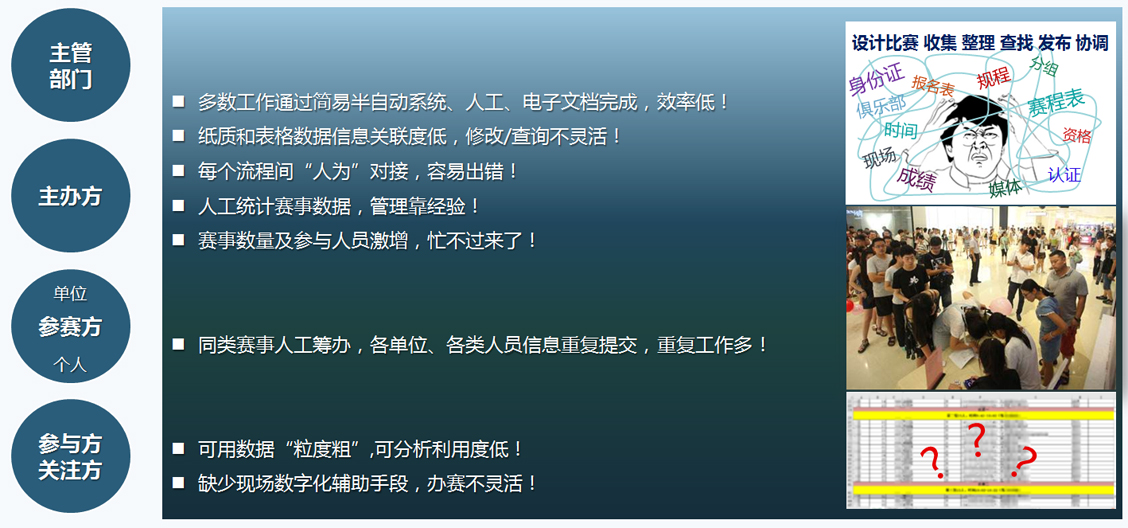 主管
部门
主办方
单位
参赛方
个人
参与方
关注方
■ 多数工作通过简易半自动系统、人工、电子文档完成，效率低！
■ 纸质和表格数据信息关联度低，修改/查询不灵活！
■ 每个流程间“人为”对接，容易出错！
■ 人工统计赛事数据，管理靠经验！
■ 赛事数量及参与人员激增，忙不过来了！
■ 同类赛事人工筹办，各单位、各类人员信息重复提交，重复工作多！
■ 可用数据“粒度粗”,可分析利用度低！
■ 缺少现场数字化辅助手段，办赛不灵活！
设计比赛 收集 整理 查找 发布 协调
身份证
报名表
规程
分组
俱乐部
赛程表
时间
资格
现场
成绩
媒体
认证
？
？
？